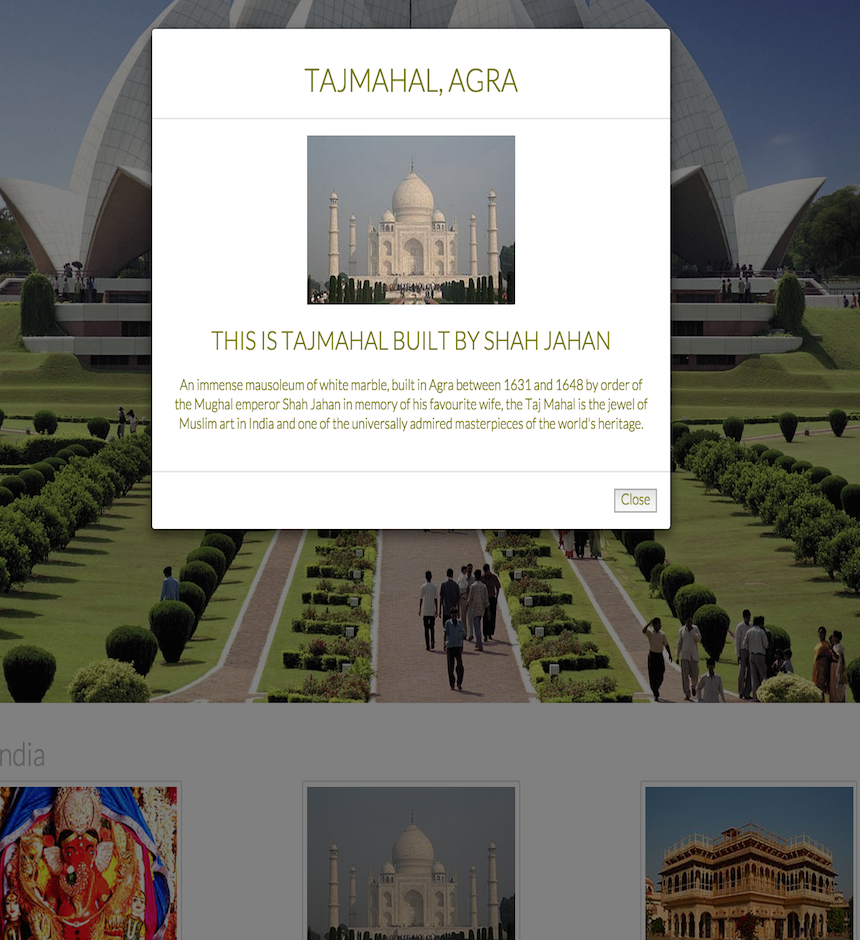 TAJMAHAL, AGRA
THIS IS TAJMAHAL BUILT BY SHAH JAHAN
An immense mausoleum of white marble, built in Agra between 1631 and 1648 by order of
the Mughal emperor Shah Jahan in memory of his favourite wife, the Taj Mahal is the jewel of
Muslim art in India and one of the universally admired masterpieces of the world's heritage.
Close
ndia